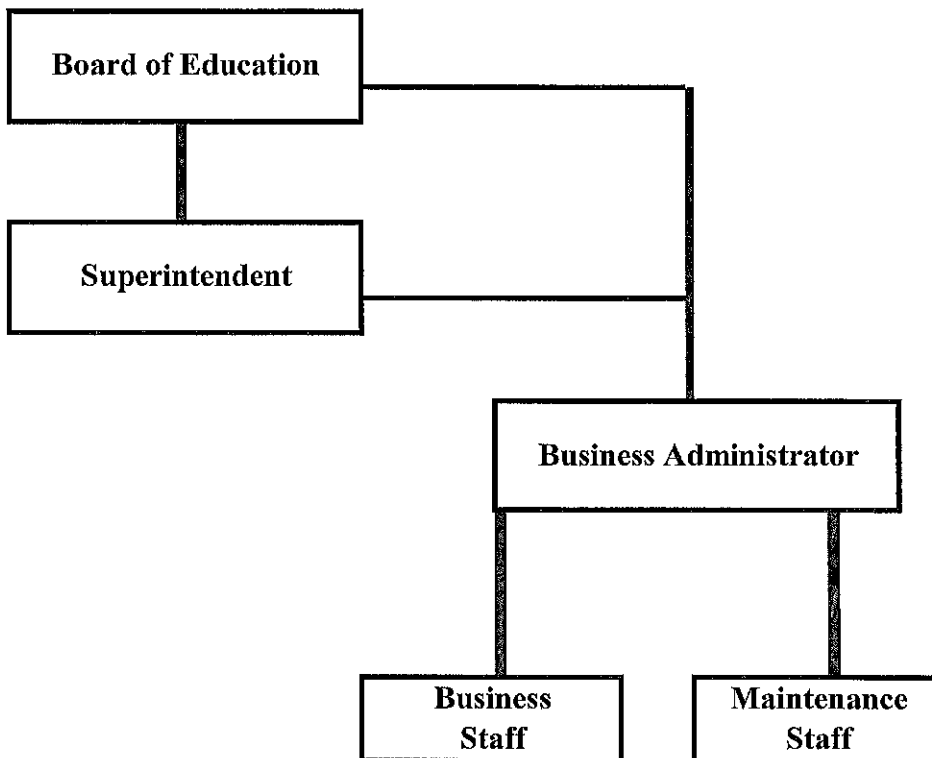 Board of Education
Superintendent
Business Administrator
Business
Staff
Maintenance
Staff